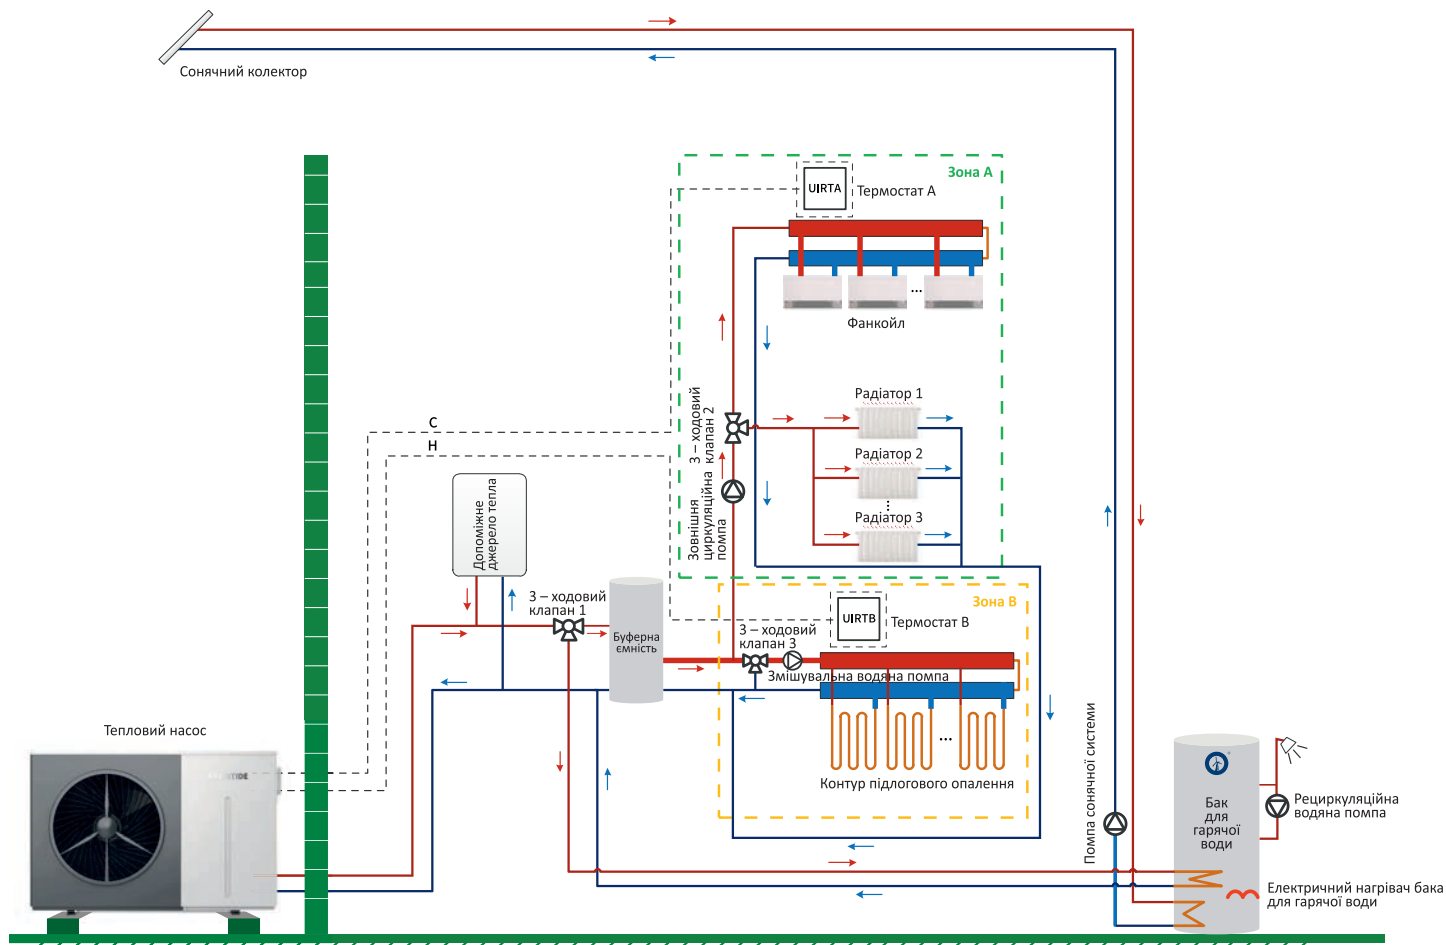 Сонячний колектор
Зона А
UIRTA
Термостат А
...
Фанкойл
3 – ходовий
клапан 2
Радіатор 1
C
H
Радіатор 2
...
Зовнішня
циркуляційна
помпа
Радіатор 3
Допоміжне
джерело тепла
3 – ходовий
клапан 1
Буферна
ємність
Зона В
UIRTB
Термостат В
3 – ходовий
клапан 3
Змішувальна водяна помпа
...
Контур підлогового опалення
Тепловий насос
Помпа сонячної системи
Бак
для
гарячої
води
Рециркуляційна
водяна помпа
Електричний нагрівач бака
для гарячої води